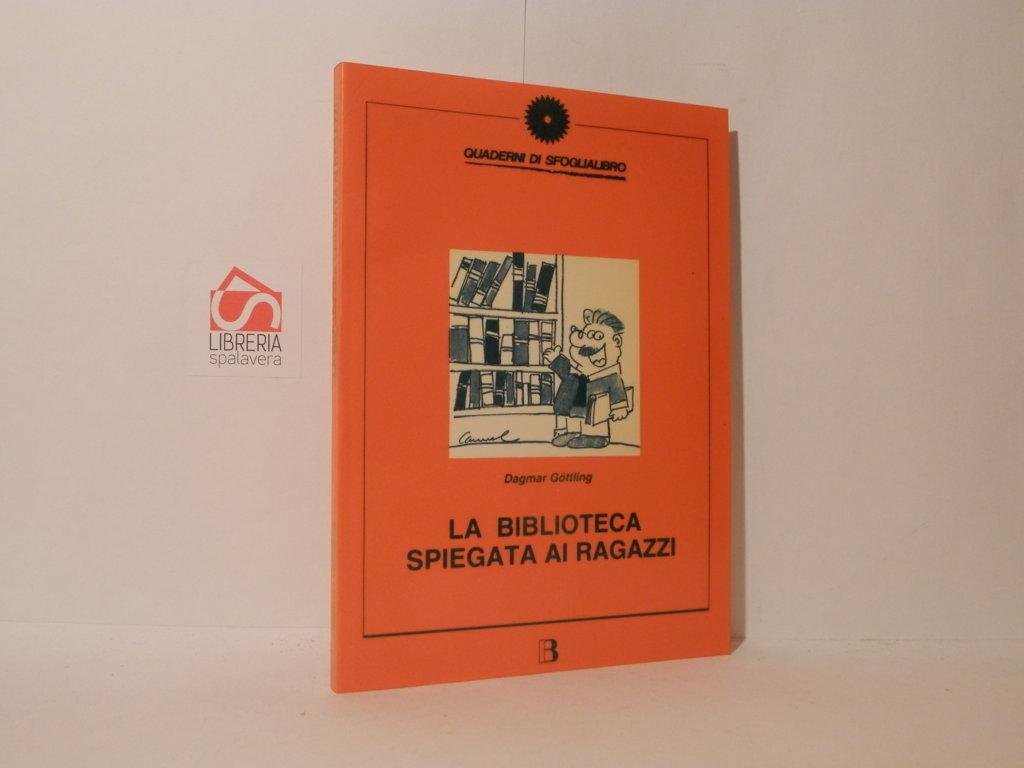 QUADERNI DI SFOGLIALIBRO
Dagmar Göttling
LA BIBLIOTECA
SPIEGATA AI RAGAZZI
B
LIBRERIA
spalavera